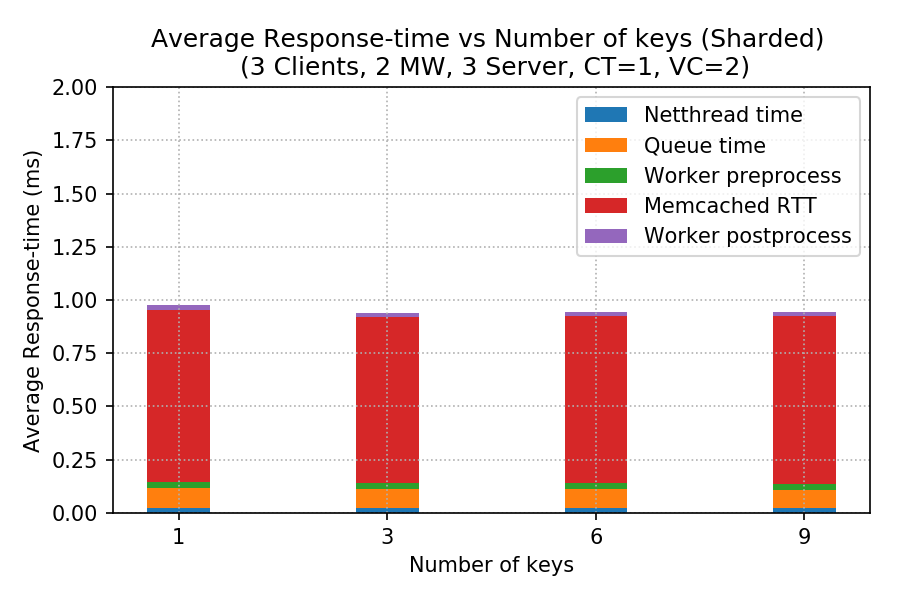 Average Response-time vs Number of keys (Sharded)
(3 Clients, 2 MW, 3 Server, CT=1, VC=2)
Average Response-time (ms)
2.00
1.75
1.50
1.25
1.00
0.75
0.50
0.25
0.00
Netthread time
Queue time
Worker preprocess
Memcached RTT
Worker postprocess
1 3 6 9
Number of keys